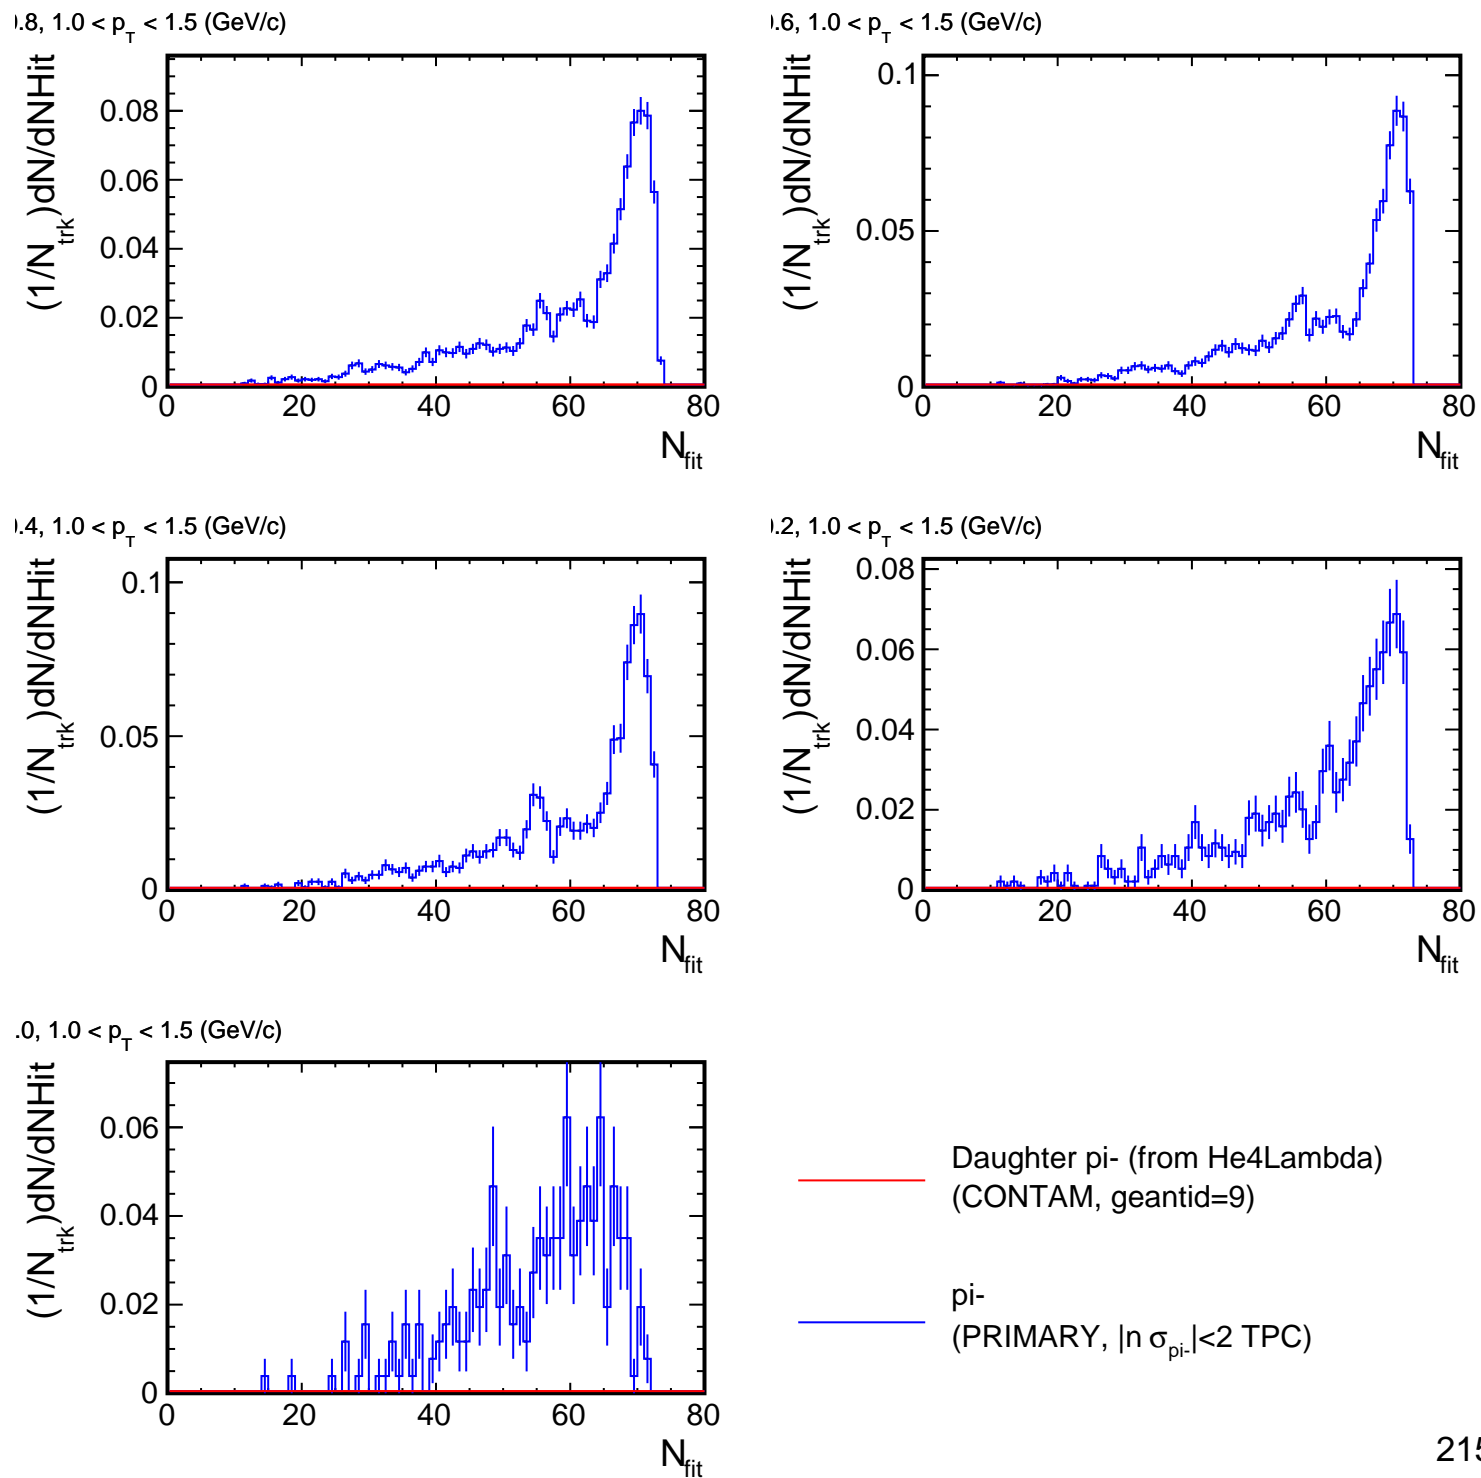 .8, 1.0 < p_T < 1.5 (GeV/c)
(1/N_trk)dN/dNHit
0.08
0.06
0.04
0.02
0
0 20 40 60 80
N_fit
.6, 1.0 < p_T < 1.5 (GeV/c)
(1/N_trk)dN/dNHit
0.1
0.05
0
0 20 40 60 80
N_fit
.4, 1.0 < p_T < 1.5 (GeV/c)
(1/N_trk)dN/dNHit
0.1
0.05
0
0 20 40 60 80
N_fit
.2, 1.0 < p_T < 1.5 (GeV/c)
(1/N_trk)dN/dNHit
0.08
0.06
0.04
0.02
0
0 20 40 60 80
N_fit
.0, 1.0 < p_T < 1.5 (GeV/c)
(1/N_trk)dN/dNHit
0.06
0.04
0.02
0
0 20 40 60 80
N_fit
Daughter pi- (from He4Lambda)
(CONTAM, geantid=9)
pi-
(PRIMARY, |n σ_pi-|<2 TPC)
215